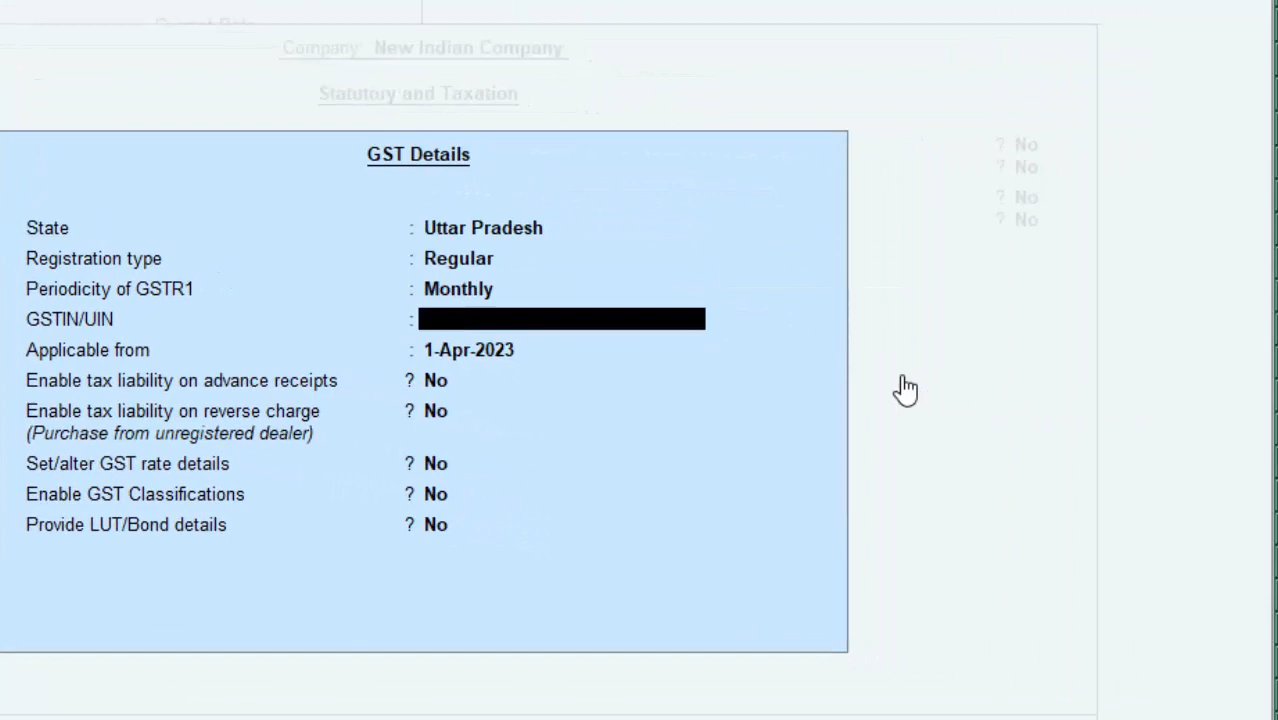 Company: New Indian Company
Statutory and Taxation
? No
? No
? No
? No
GST Details
State : Uttar Pradesh
Registration type : Regular
Periodicity of GSTR1 : Monthly
GSTIN/UIN :
Applicable from : 1-Apr-2023
Enable tax liability on advance receipts ? No
Enable tax liability on reverse charge ? No
(Purchase from unregistered dealer)
Set/alter GST rate details ? No
Enable GST Classifications ? No
Provide LUT/Bond details ? No